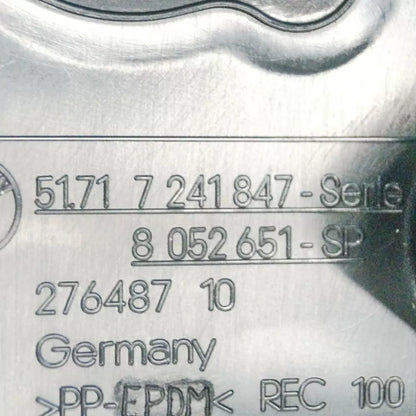 51.71 7 241 847 - Serie
8 052 651 - SP
276487 10
Germany
>PP-EPDM< REC 100